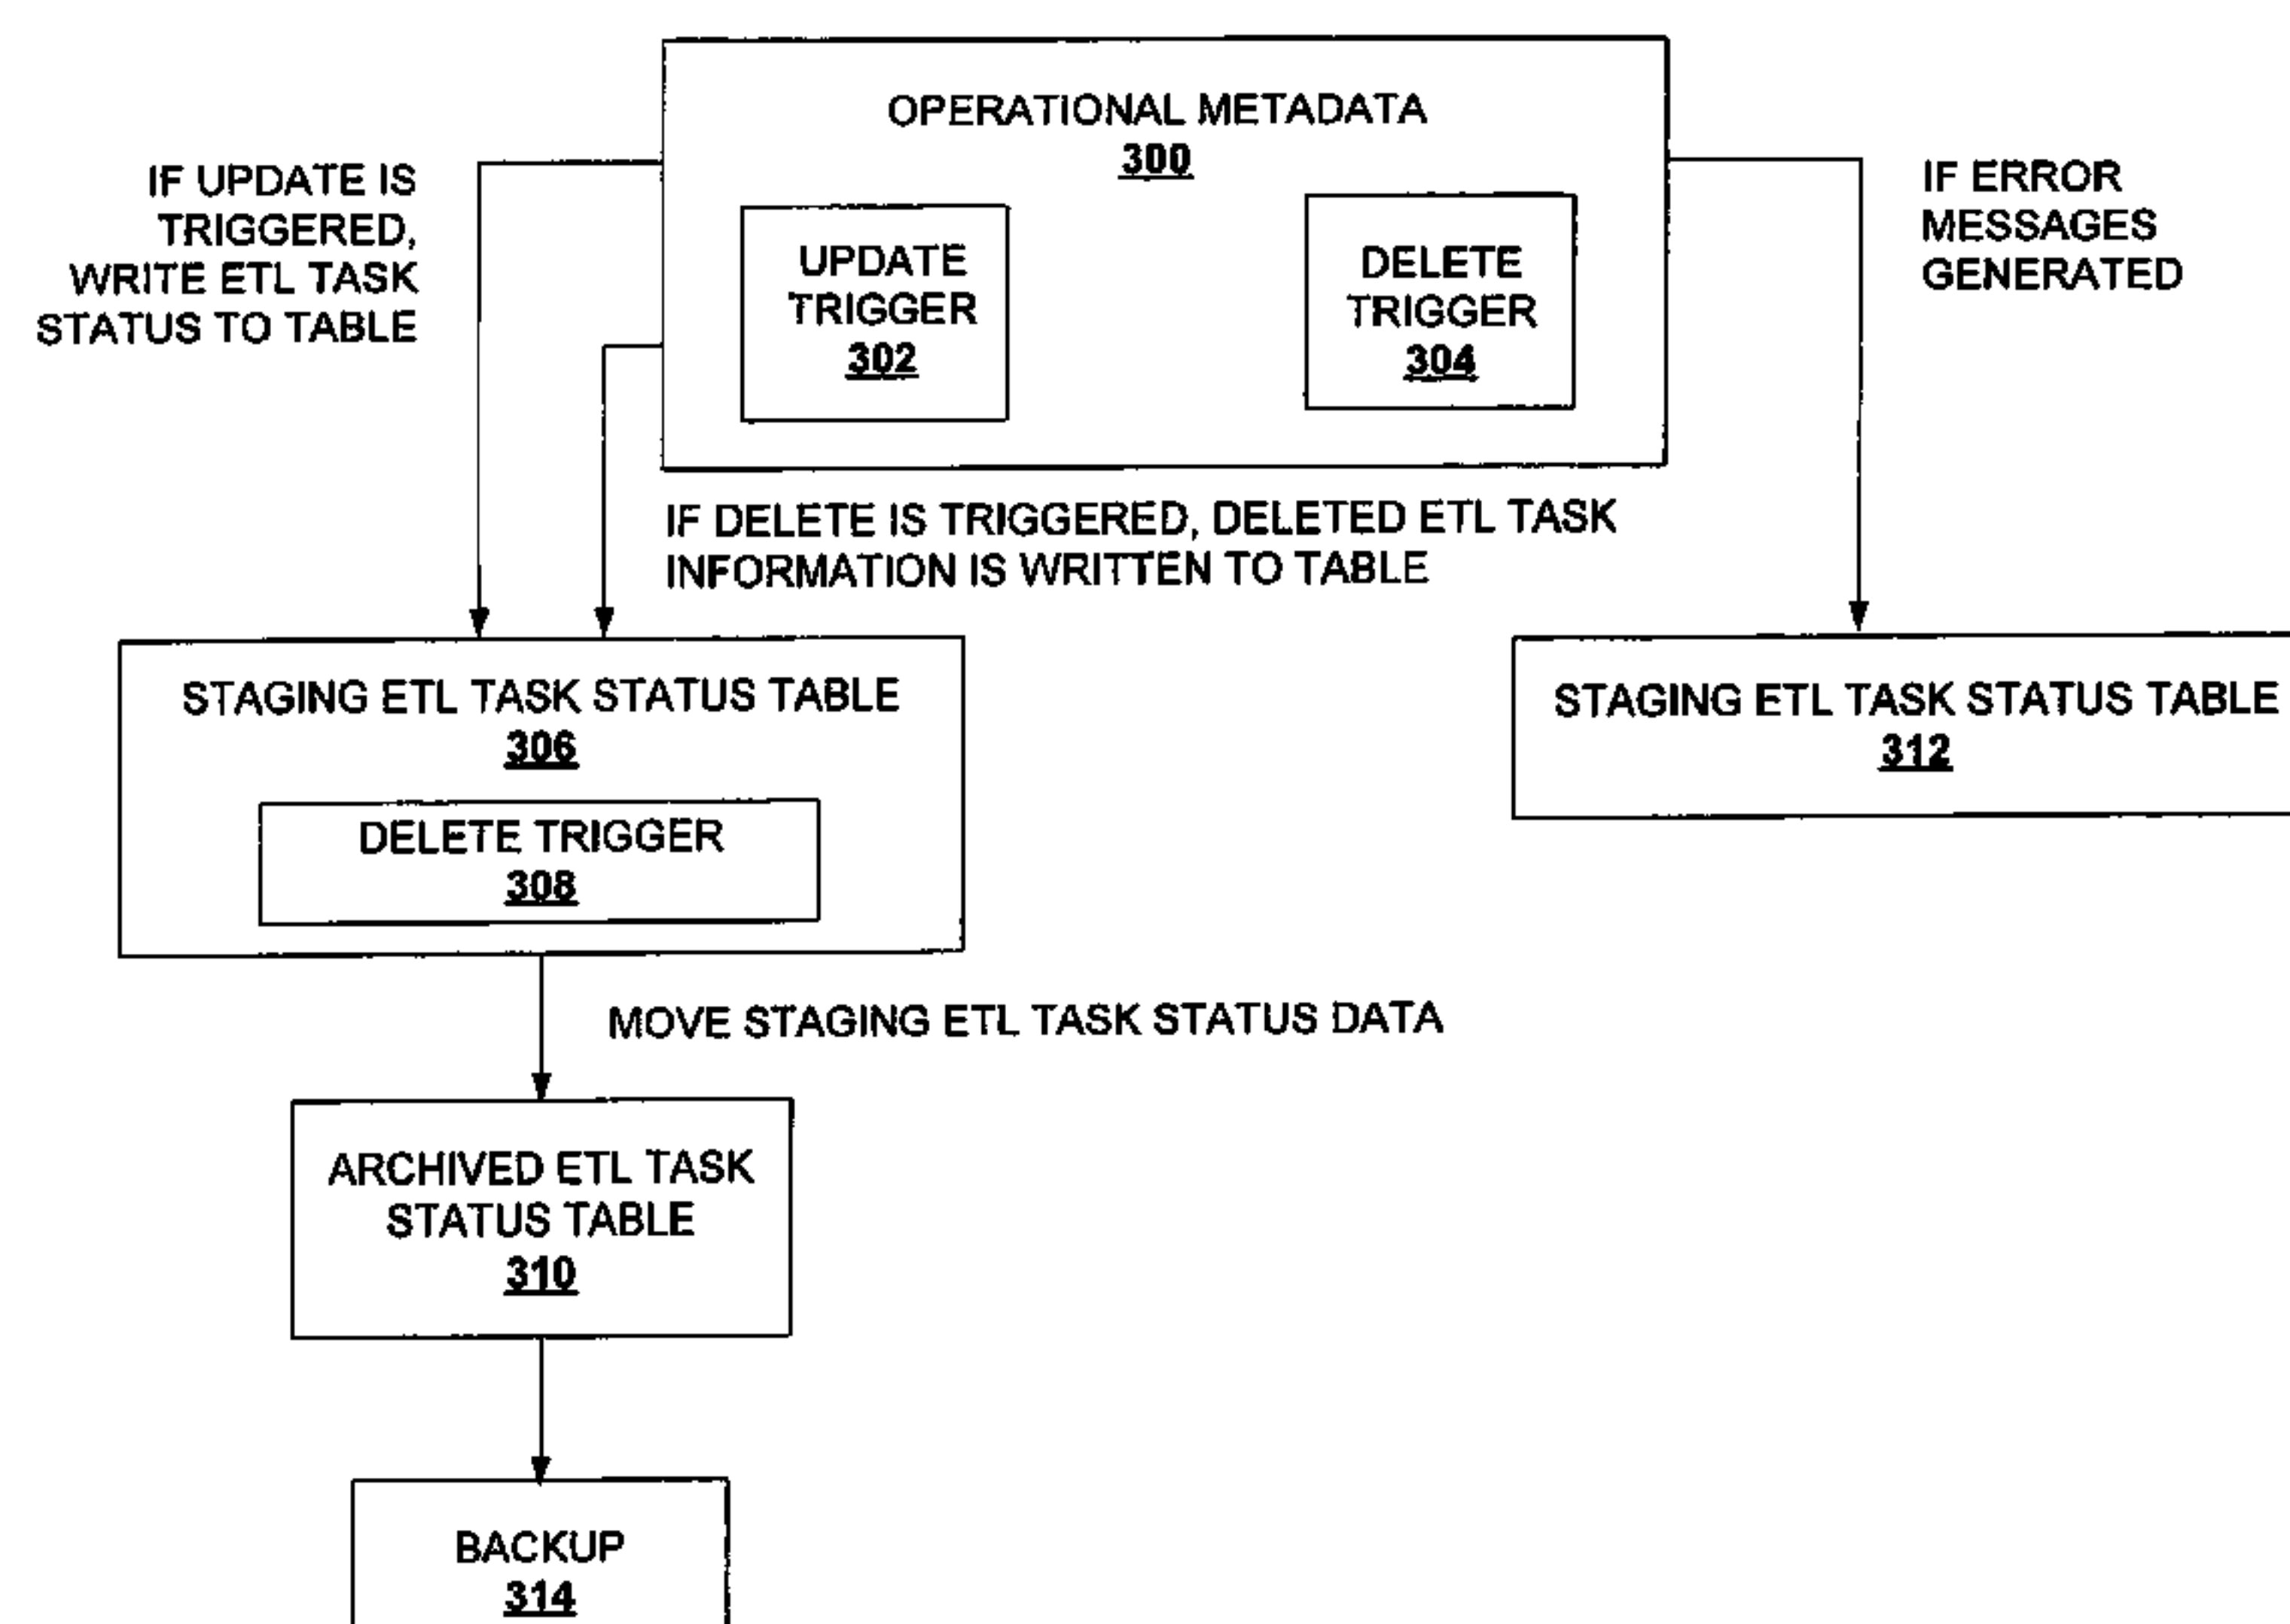 OPERATIONAL METADATA
300
IF UPDATE IS
TRIGGERED,
WRITE ETL TASK
STATUS TO TABLE
UPDATE
TRIGGER
302
DELETE
TRIGGER
304
IF ERROR
MESSAGES
GENERATED
IF DELETE IS TRIGGERED, DELETED ETL TASK
INFORMATION IS WRITTEN TO TABLE
STAGING ETL TASK STATUS TABLE
306
DELETE TRIGGER
308
STAGING ETL TASK STATUS TABLE
312
MOVE STAGING ETL TASK STATUS DATA
ARCHIVED ETL TASK
STATUS TABLE
310
BACKUP
314